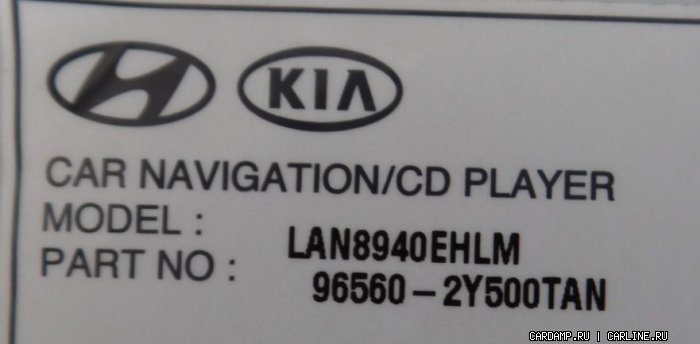 KIA
CAR NAVIGATION/CD PLAYER
MODEL : LAN8940EHLM
PART NO : 96560-2Y500TAN
CARDAMP.RU | CARLINE.RU